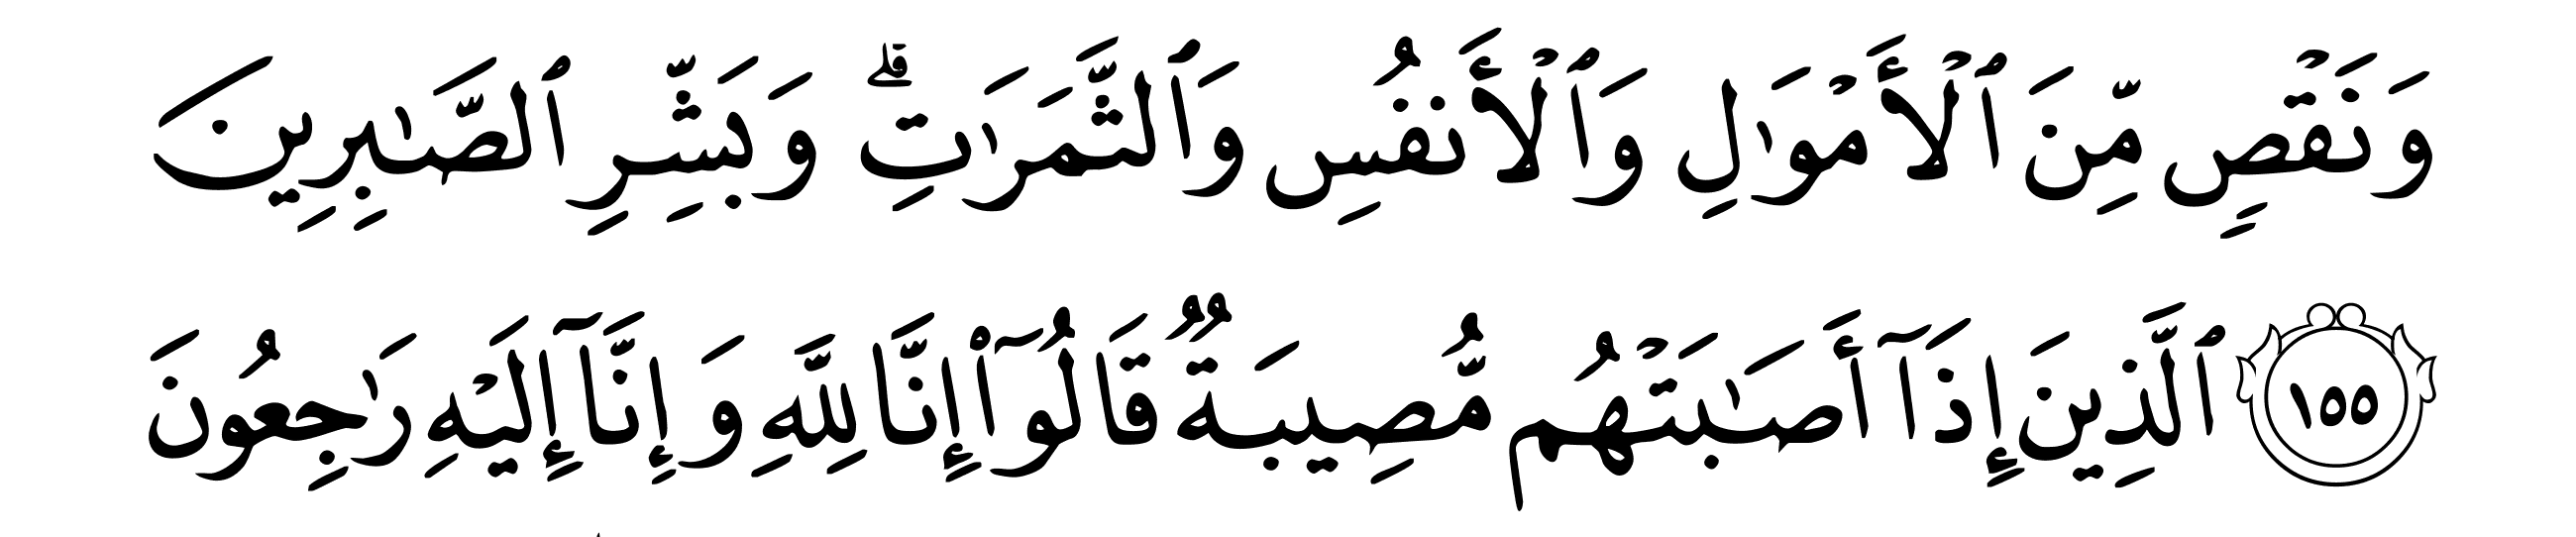 وَنَقۡصٖ مِّنَ ٱلۡأَمۡوَٰلِ وَٱلۡأَنفُسِ وَٱلثَّمَرَٰتِۗ وَبَشِّرِ ٱلصَّٰبِرِينَ
١٥٥ ٱلَّذِينَ إِذَآ أَصَٰبَتۡهُم مُّصِيبَةٞ قَالُوٓاْ إِنَّا لِلَّهِ وَإِنَّآ إِلَيۡهِ رَٰجِعُونَ